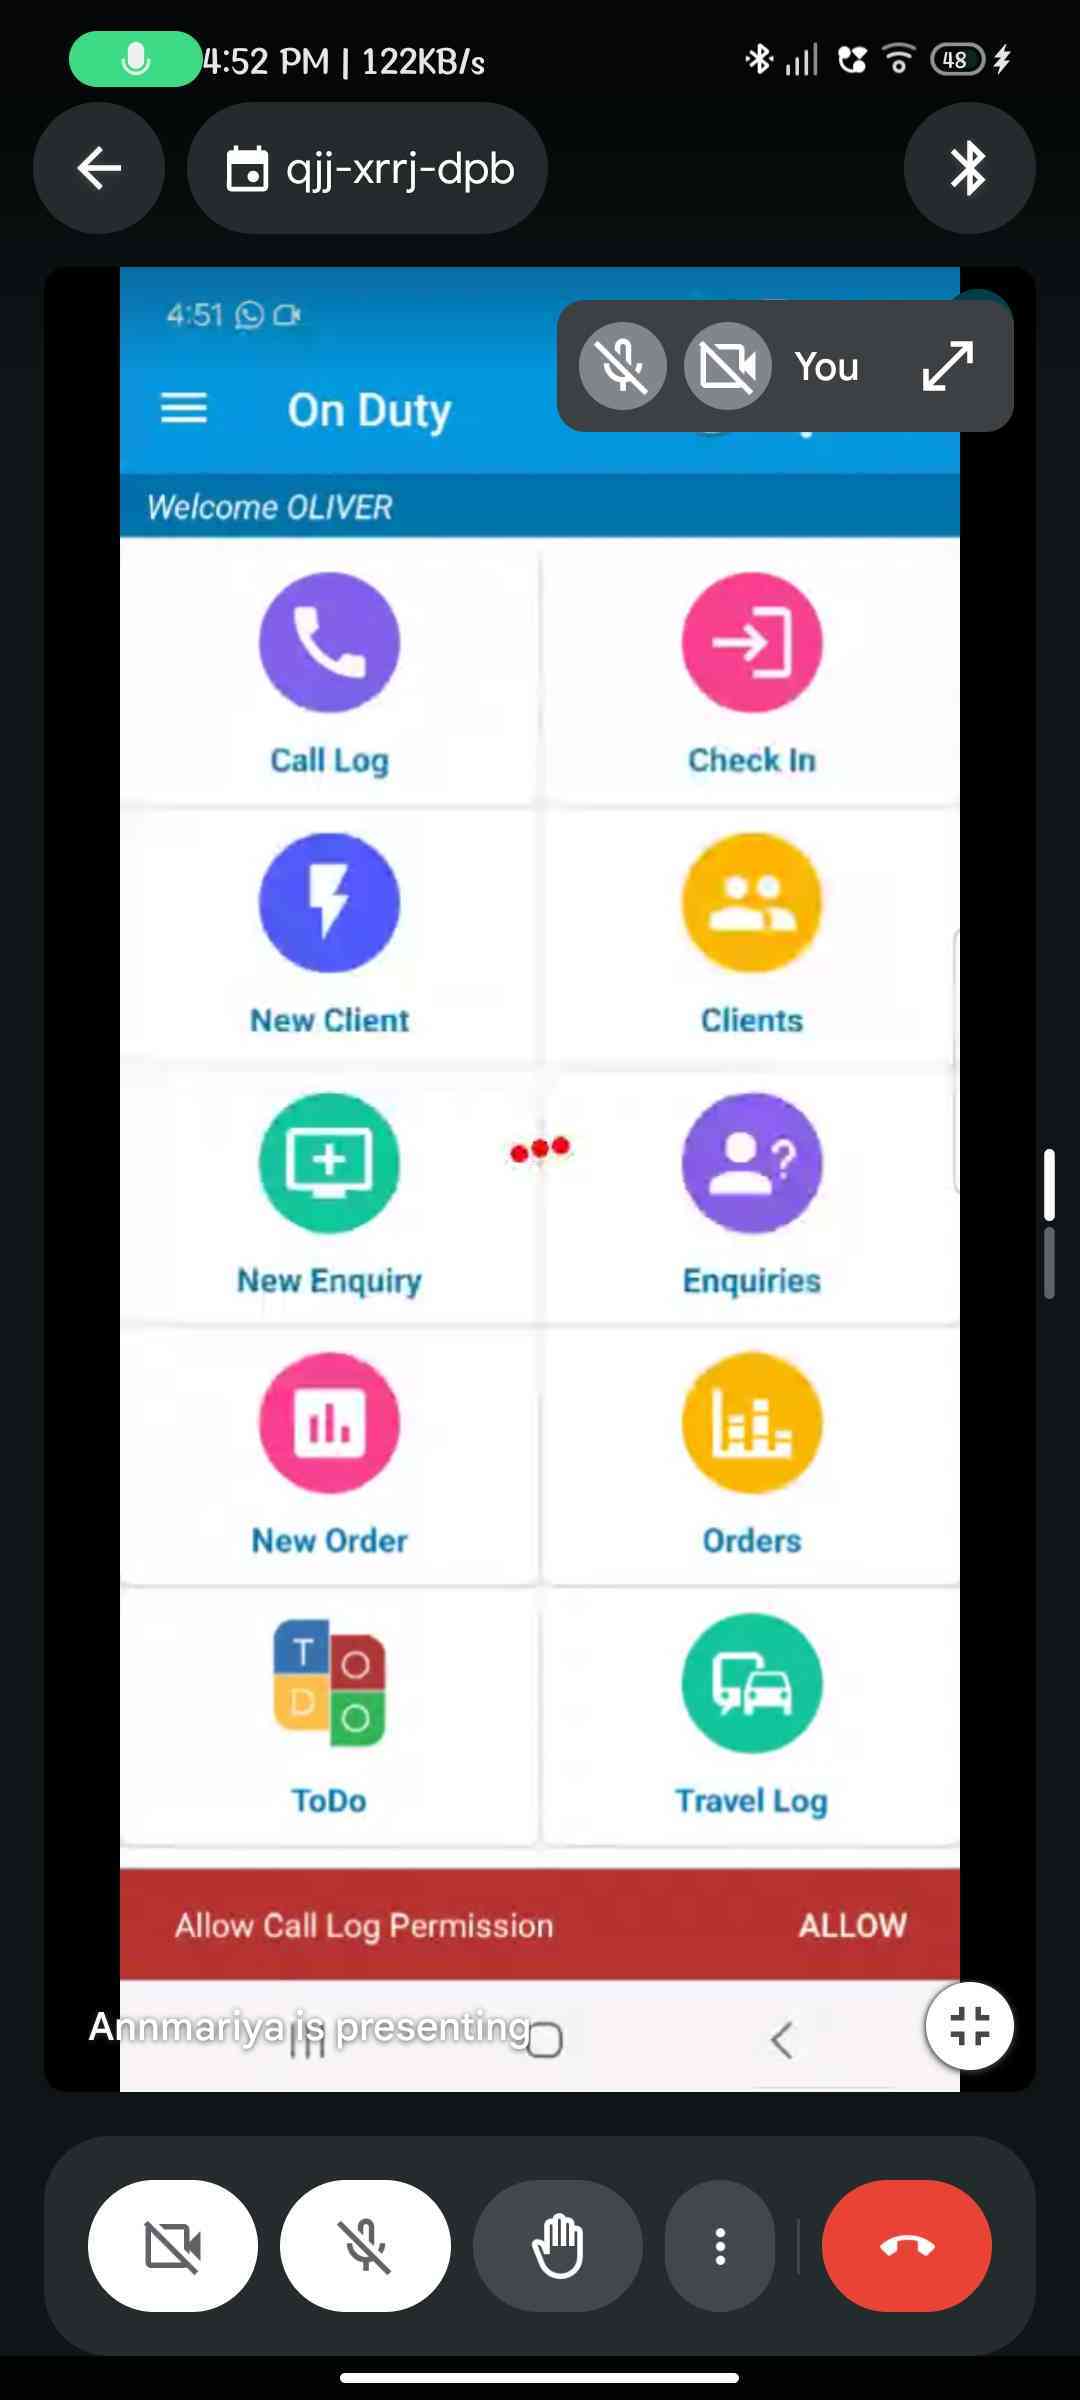 4:52 PM | 122KB/s
48
qjj-xrrj-dpb
4:51
You
On Duty
Welcome OLIVER
Call Log
Check In
New Client
Clients
New Enquiry
Enquiries
New Order
Orders
T O
D O
ToDo
Travel Log
Allow Call Log Permission
ALLOW
Annmariya is presenting